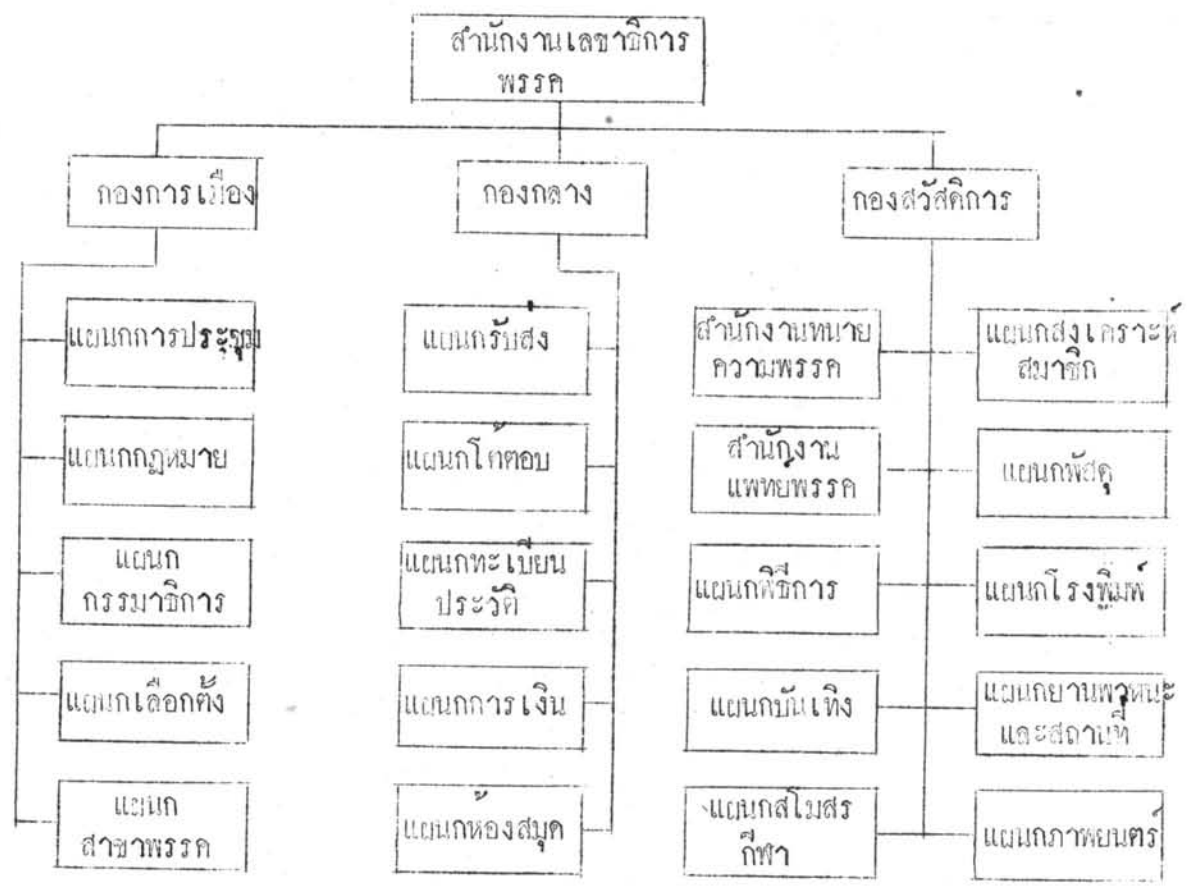 สำนักงานเลขาธิการ
พรรค
กองการเมือง
กองกลาง
กองสวัสดิการ
แผนกการประชุม
แผนกกฎหมาย
แผนก
กรรมาธิการ
แผนกเลือกตั้ง
แผนก
สาขาพรรค
แผนกรับส่ง
แผนกโต้ตอบ
แผนกทะเบียน
ประวัติ
แผนกการเงิน
แผนกห้องสมุด
สำนักงานทนาย
ความพรรค
สำนักงาน
แพทย์พรรค
แผนกพิธีการ
แผนกบันเทิง
แผนกสโมสร
กีฬา
แผนกสงเคราะห์
สมาชิก
แผนกพัสดุ
แผนกโรงพิมพ์
แผนกยานพาหนะ
และสถานที่
แผนกภาพยนตร์